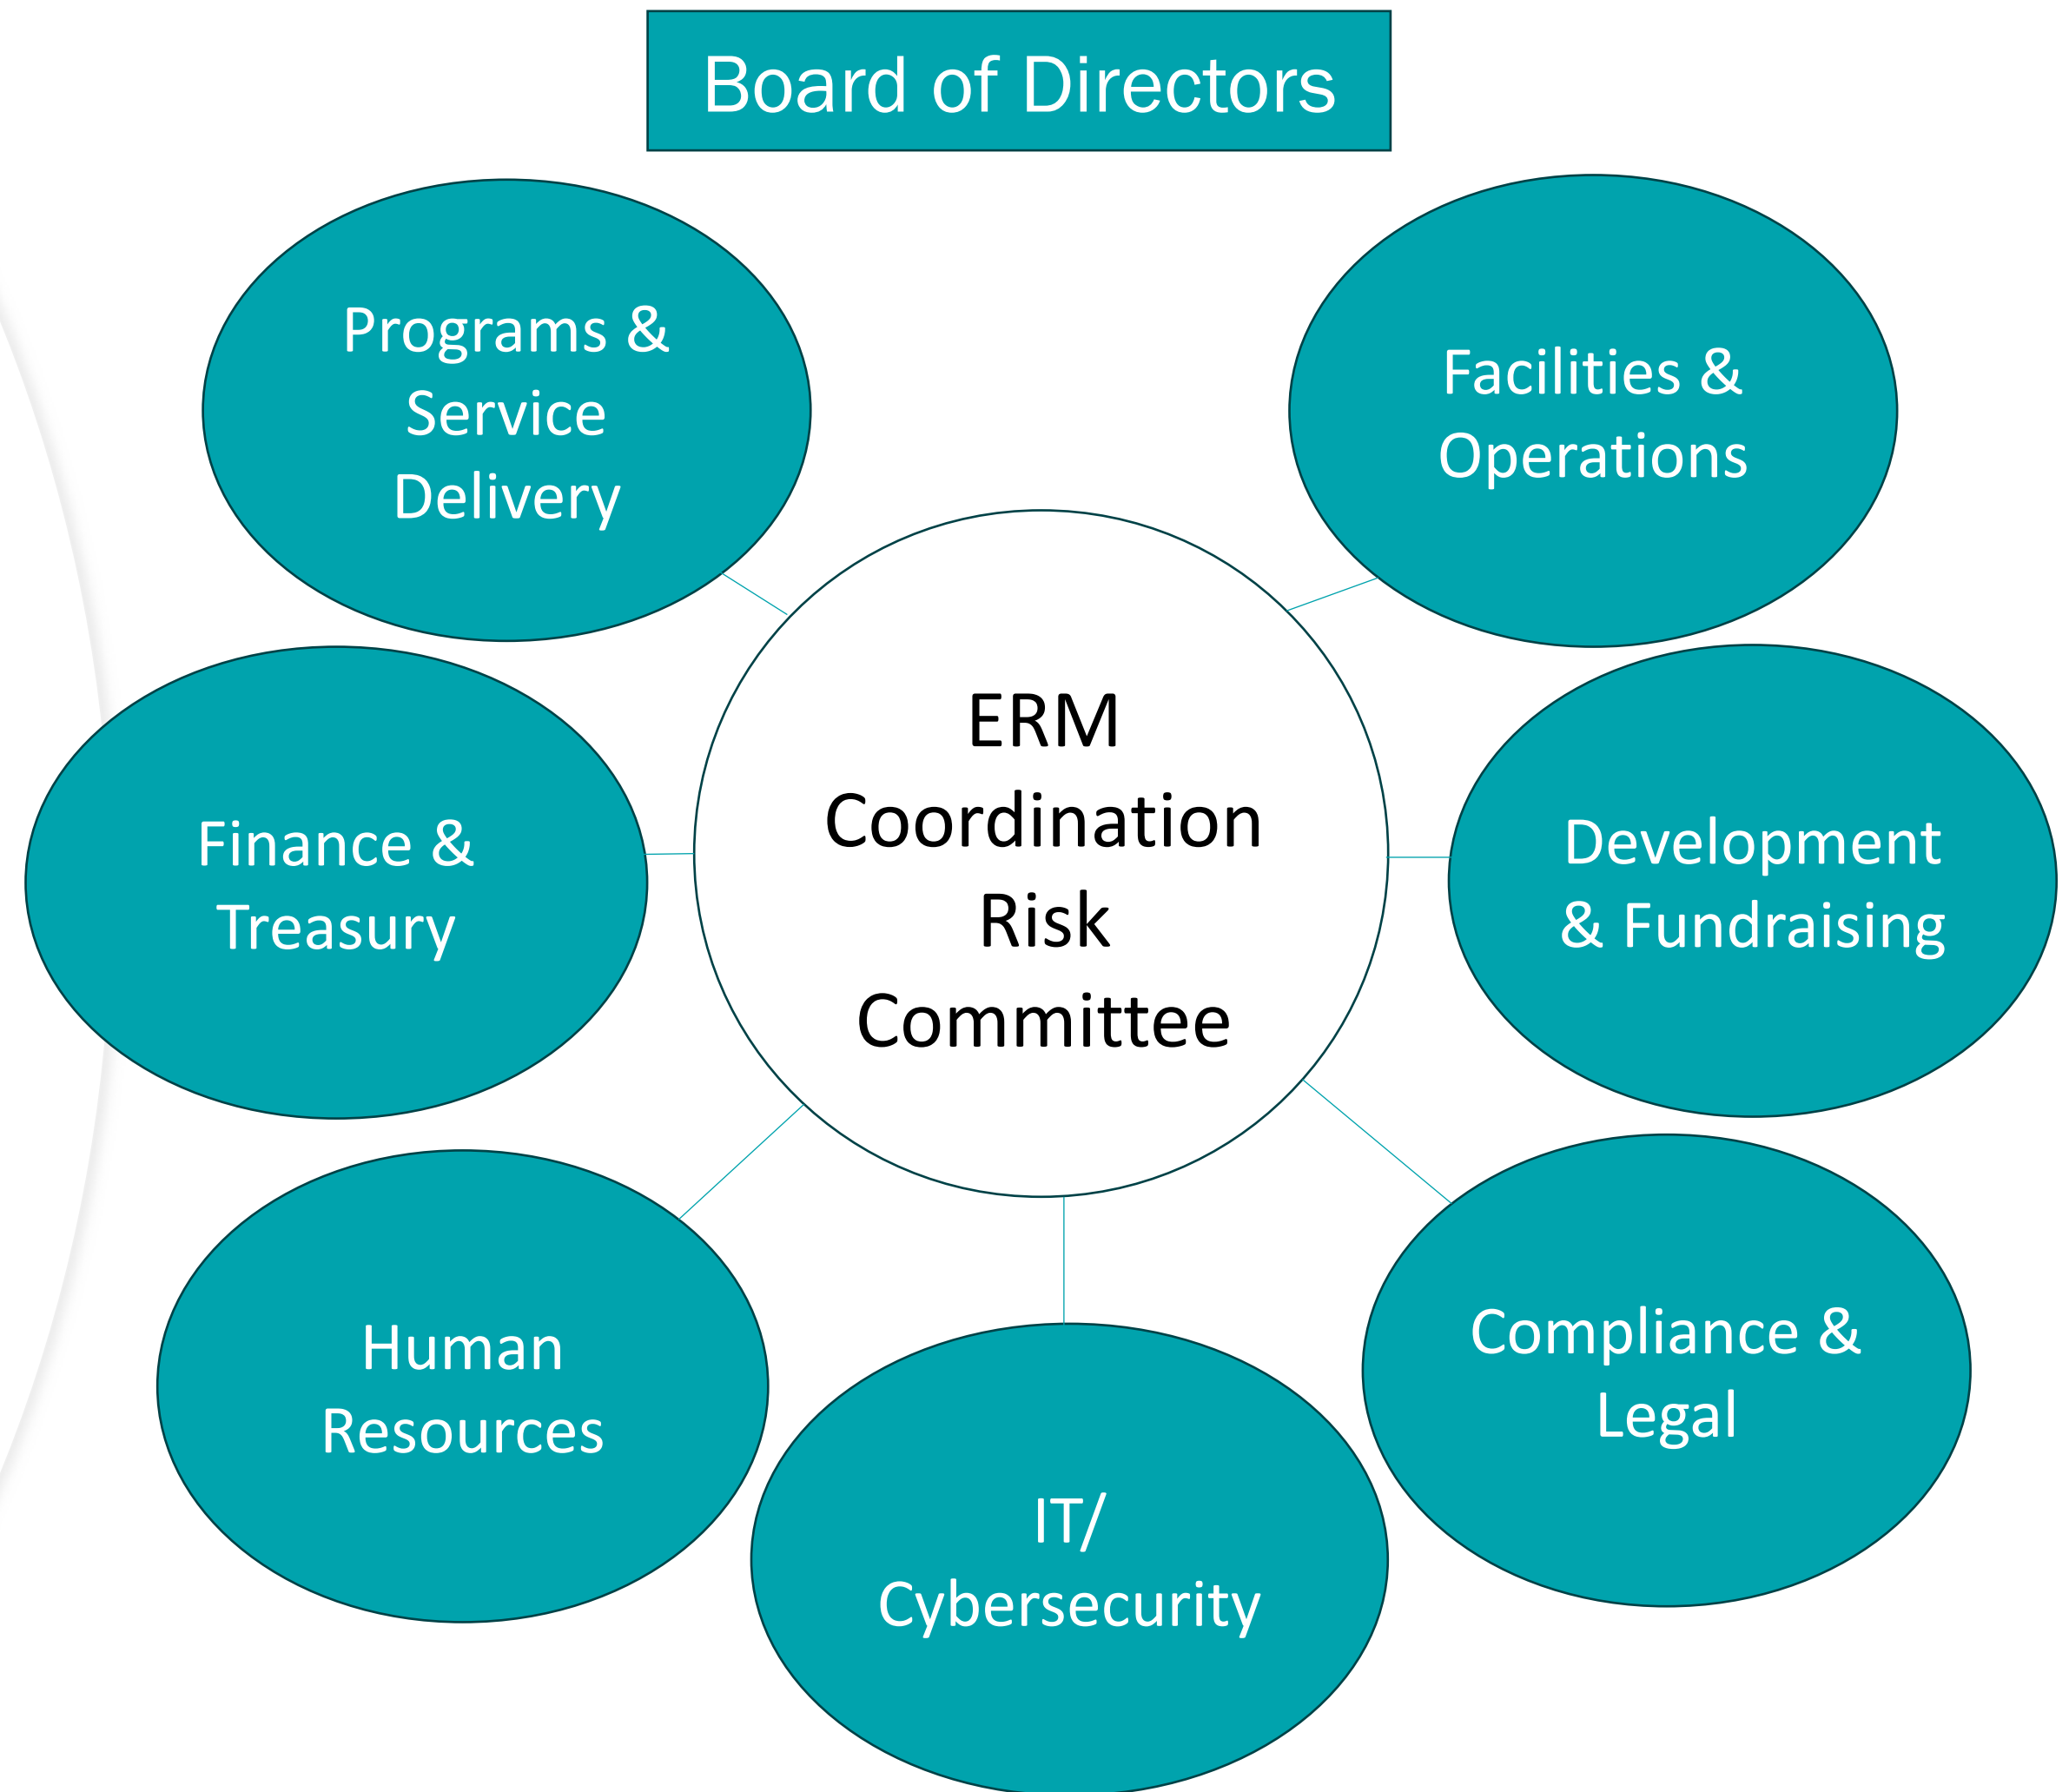 Board of Directors
Programs &
Service
Delivery
Facilities &
Operations
ERM
Coordination
Risk
Committee
Finance &
Treasury
Development
& Fundraising
Human
Resources
Compliance &
Legal
IT/
Cybersecurity